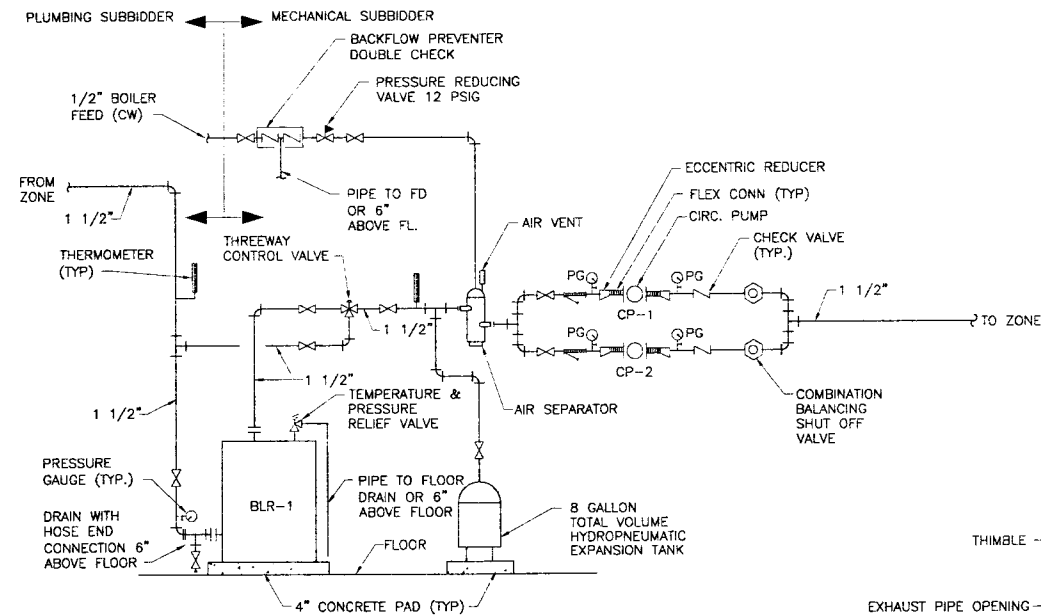 PLUMBING SUBBIDDER
MECHANICAL SUBBIDDER
BACKFLOW PREVENTER
DOUBLE CHECK
PRESSURE REDUCING
VALVE 12 PSIG
1/2" BOILER
FEED (CW)
FROM
ZONE
1 1/2"
PIPE TO FD
OR 6"
ABOVE FL.
ECCENTRIC REDUCER
FLEX CONN (TYP)
CIRC. PUMP
CHECK VALVE
(TYP.)
AIR VENT
THERMOMETER
(TYP)
THREEWAY
CONTROL VALVE
PG
PG
1 1/2"
CP-1
1 1/2"
TO ZONE
PG
PG
CP-2
1 1/2"
1 1/2"
TEMPERATURE &
PRESSURE
RELIEF VALVE
AIR SEPARATOR
COMBINATION
BALANCING
SHUT OFF
VALVE
PRESSURE
GAUGE (TYP.)
BLR-1
PIPE TO FLOOR
DRAIN OR 6"
ABOVE FLOOR
8 GALLON
TOTAL VOLUME
HYDROPNEUMATIC
EXPANSION TANK
DRAIN WITH
HOSE END
CONNECTION 6"
ABOVE FLOOR
FLOOR
THIMBLE
4" CONCRETE PAD (TYP)
EXHAUST PIPE OPENING